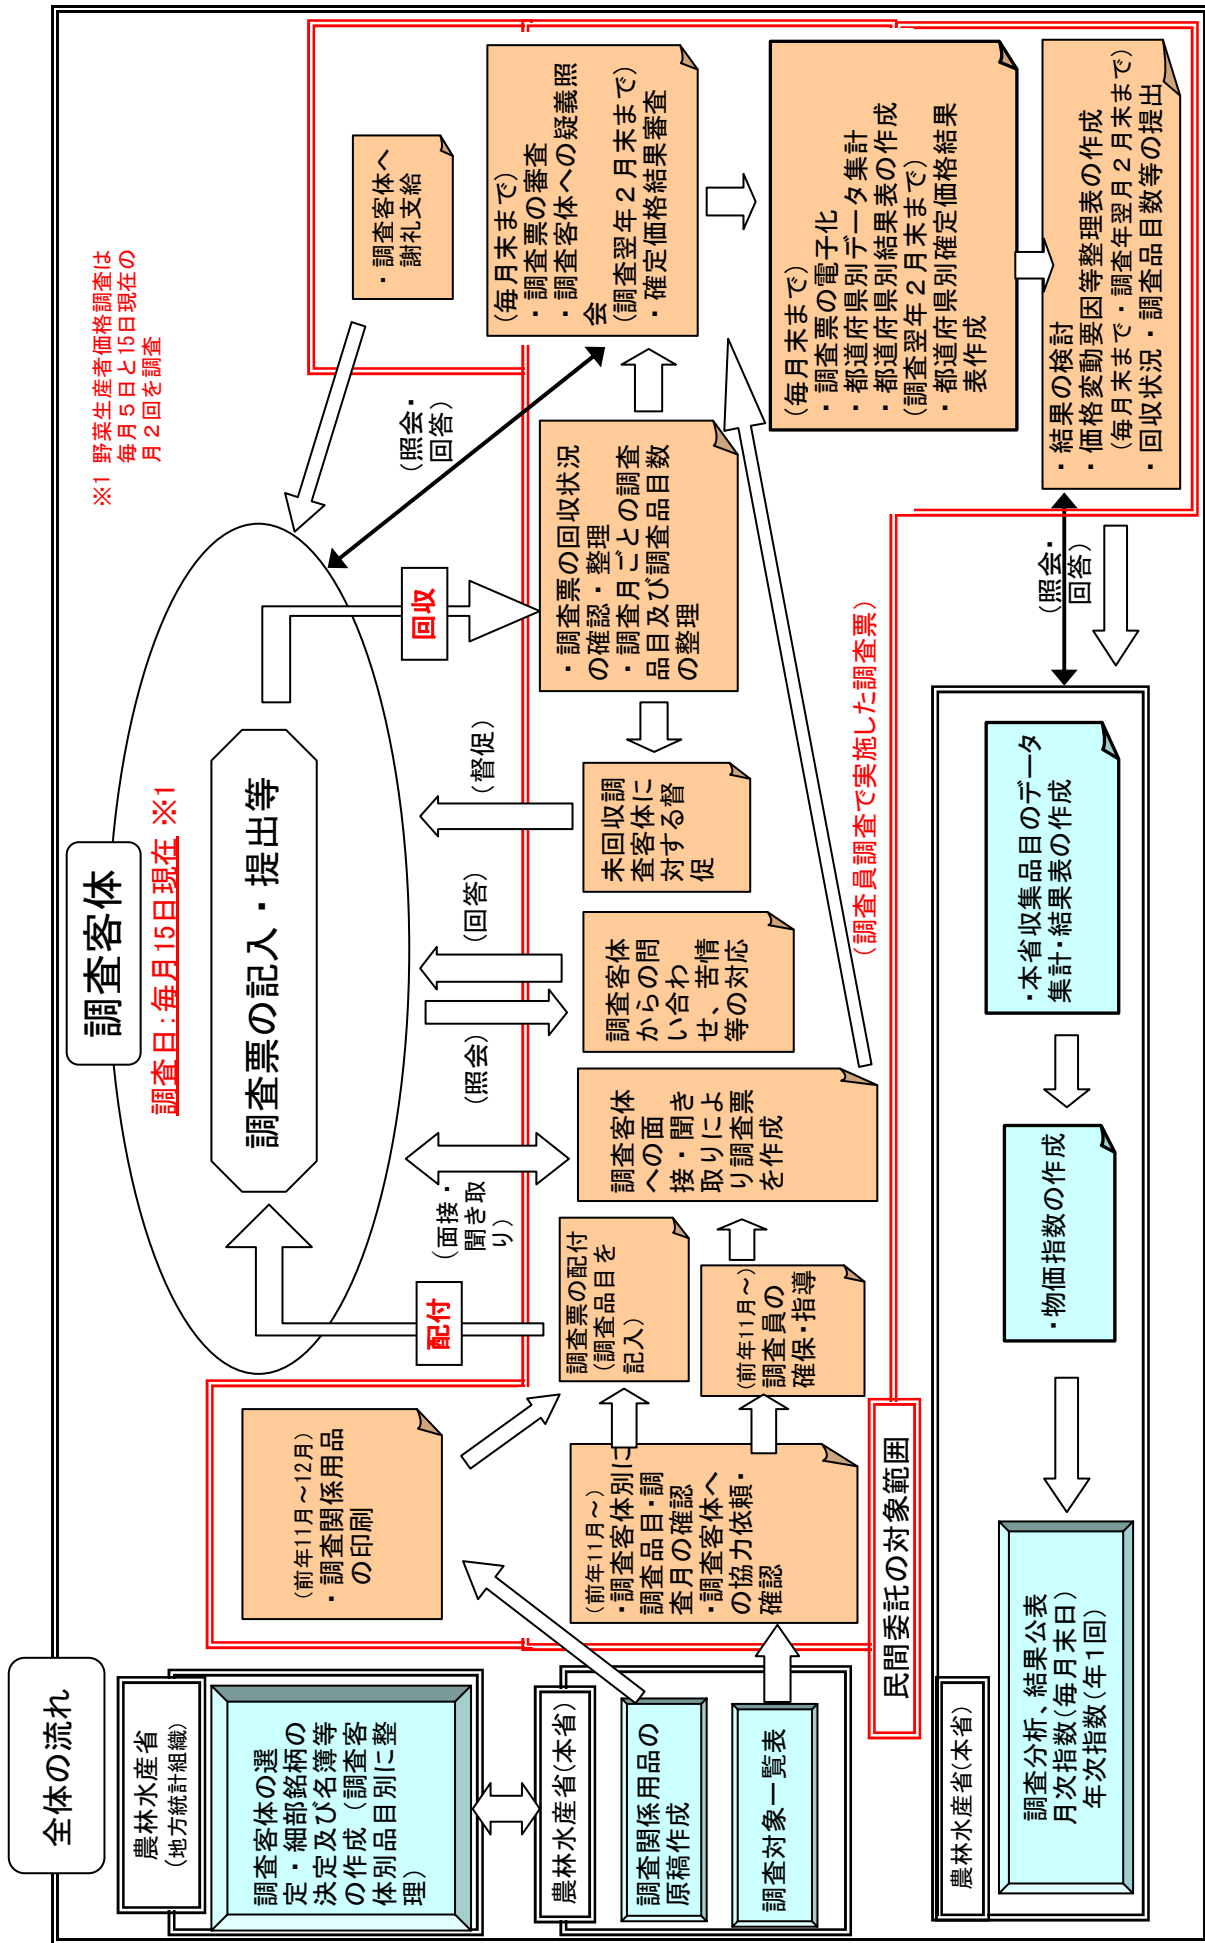 全体の流れ
農林水産省
(地方統計組織)
調査客体の選
定・細部銘柄の
決定及び名簿等
の作成（調査客
体別品目別に整
理）
農林水産省(本省)
調査関係用品の
原稿作成
調査対象一覧表
民間委託の対象範囲
(前年11月～12月)
・調査関係用品
の印刷
(前年11月～)
・調査客体別に
調査品目・調
査月の確認
・調査客体へ
の協力依頼・
確認
調査票の配付
(調査品目を
記入)
(前年11月～)
調査員の
確保・指導
配付
(面接・
聞き取
り)
調査客体
への面
接・聞き
取りによ
り調査票
を作成
(照会)
(回答)
調査客体
からの問
い合わ
せ、苦情
等の対応
調査客体
調査日：毎月15日現在 ※1
調査票の記入・提出等
(督促)
未回収調
査客体に
対する督
促
回収
・調査票の回収状況
の確認・整理
・調査月ごとの調査
品目及び調査品目数
の整理
(調査員調査で実施した調査票)
(照会・
回答)
※1 野菜生産者価格調査は
毎月５日と15日現在の
月２回を調査
・調査客体へ
謝礼支給
(毎月末まで)
・調査票の審査
・調査客体への疑義照
会
(調査翌年２月末まで)
・確定価格結果審査
(毎月末まで)
・調査票の電子化
・都道府県別データ集計
・都道府県別結果表の作成
(調査翌年２月末まで)
・都道府県別確定価格結果
表作成
・結果の検討
・価格変動要因等整理表の作成
(毎月末まで・調査年翌月２月末まで)
・回収状況・調査品目数等の提出
(照会・
回答)
・本省収集品目のデータ
集計・結果表の作成
・物価指数の作成
農林水産省(本省)
調査分析、結果公表
月次指数(毎月末日)
年次指数(年１回)